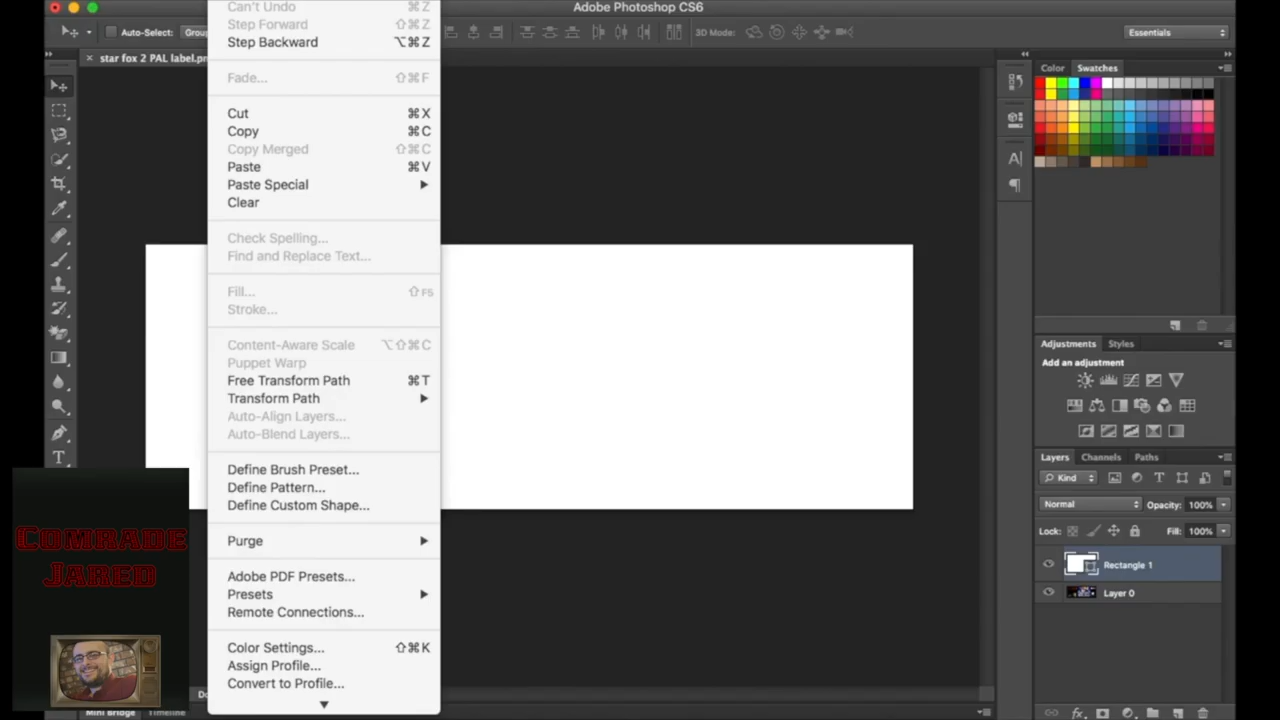 Adobe Photoshop CS6
Auto-Select:
3D Mode:
Essentials
× star fox 2 PAL label.pn
Can't Undo ⌘Z
Step Forward ⇧⌘Z
Step Backward ⌥⌘Z
Fade... ⇧⌘F
Cut ⌘X
Copy ⌘C
Copy Merged ⇧⌘C
Paste ⌘V
Paste Special
Clear
Check Spelling...
Find and Replace Text...
Fill... ⇧F5
Stroke...
Content-Aware Scale ⌥⇧⌘C
Puppet Warp
Free Transform Path ⌘T
Transform Path
Auto-Align Layers...
Auto-Blend Layers...
Define Brush Preset...
Define Pattern...
Define Custom Shape...
Purge
Adobe PDF Presets...
Presets
Remote Connections...
Color Settings... ⇧⌘K
Assign Profile...
Convert to Profile...
Color Swatches
Adjustments Styles
Add an adjustment
Layers Channels Paths
Kind
Normal Opacity: 100%
Lock: Fill: 100%
Rectangle 1
Layer 0
Comrade
Jared
Mini Bridge Timeline